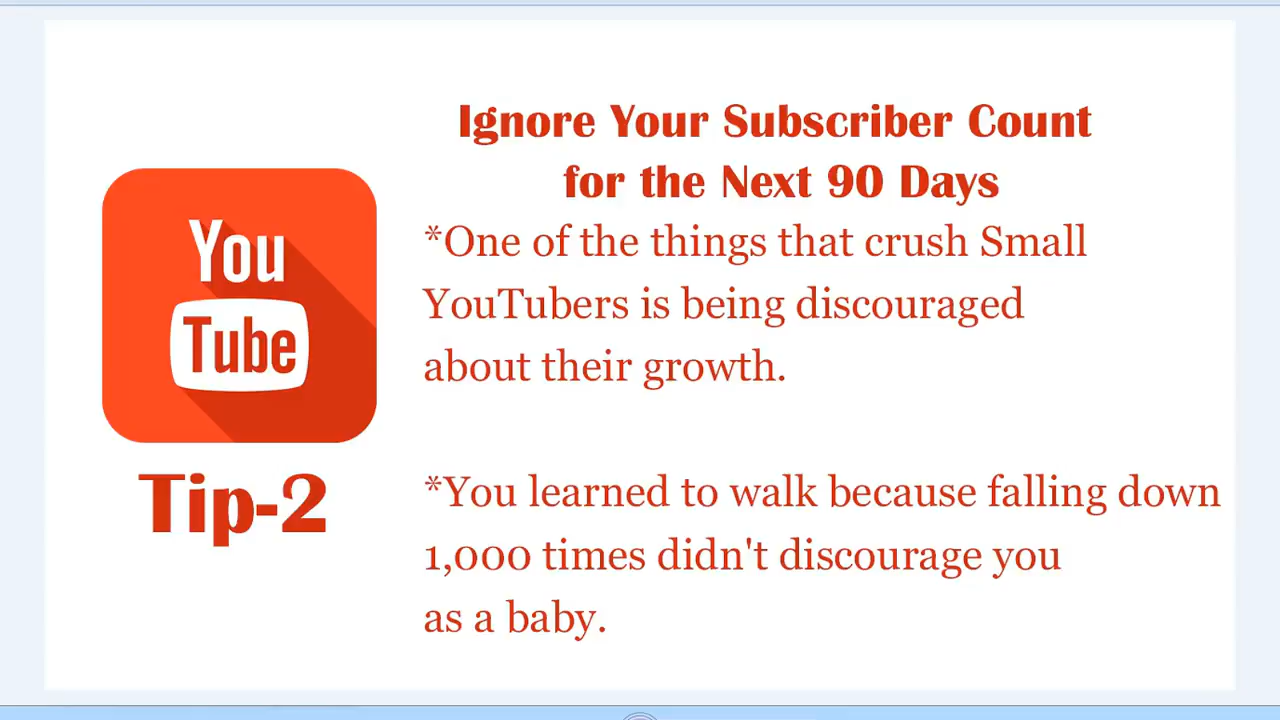 Ignore Your Subscriber Count
for the Next 90 Days
*One of the things that crush Small
YouTubers is being discouraged
about their growth.
*You learned to walk because falling down
1,000 times didn't discourage you
as a baby.
You
Tube
Tip-2